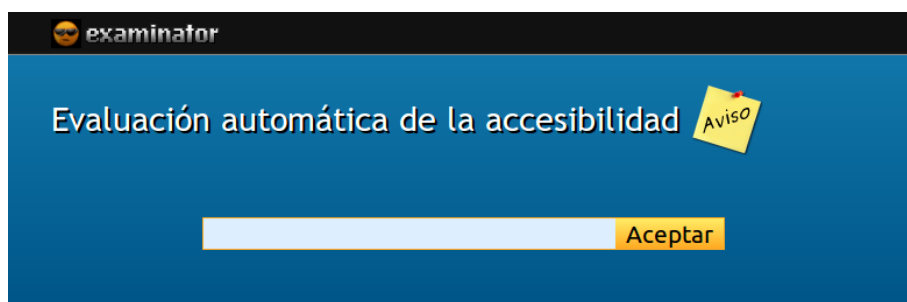 examinator
Evaluación automática de la accesibilidad
Aviso
Aceptar